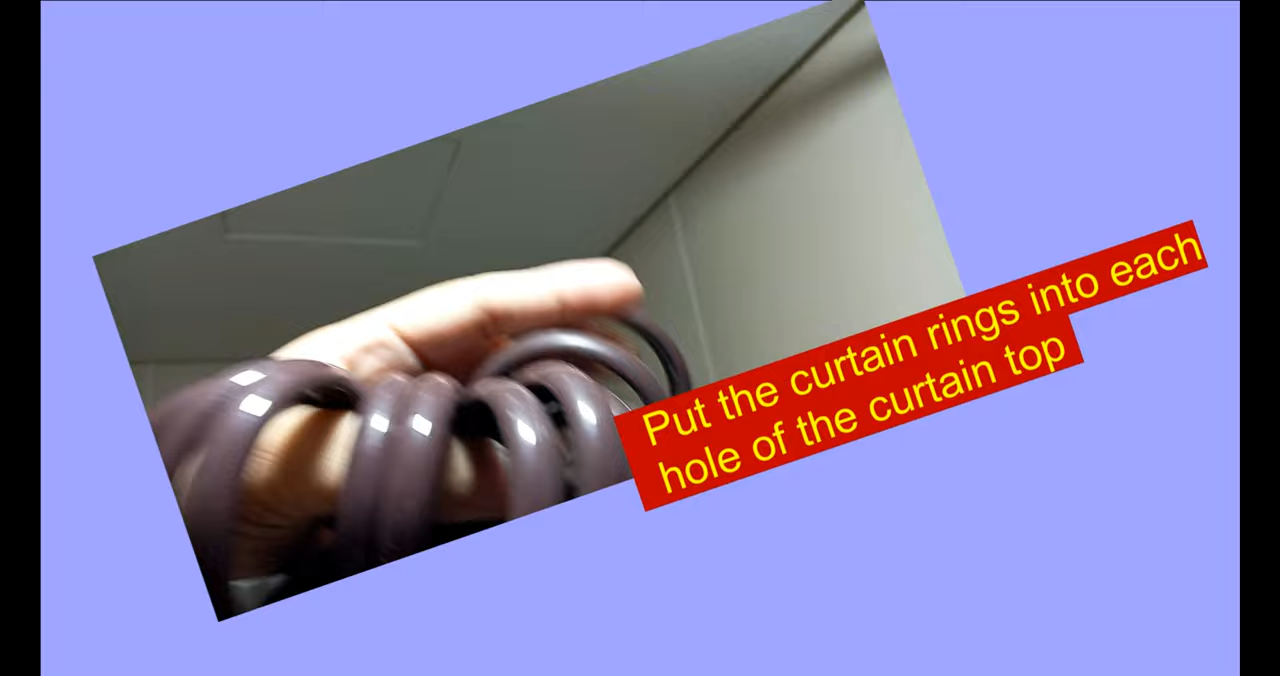 Put the curtain rings into each
hole of the curtain top